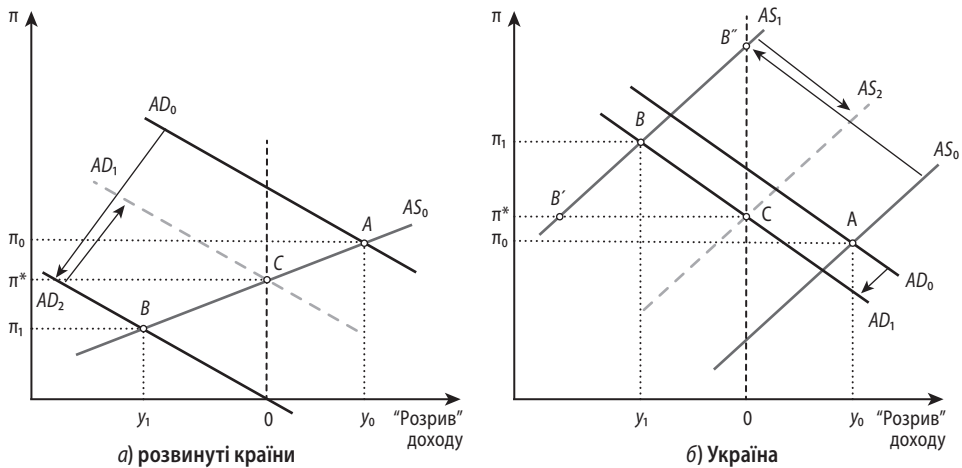 π
AD₀
AD₁
A
AS₀
π₀
C
π*
AD₂
B
π₁
y₁
0
y₀
"Розрив"
доходу
а) розвинуті країни
π
AS₁
B″
AS₂
B
π₁
AS₀
B′
π*
C
A
π₀
AD₀
AD₁
y₁
0
y₀
"Розрив"
доходу
б) Україна